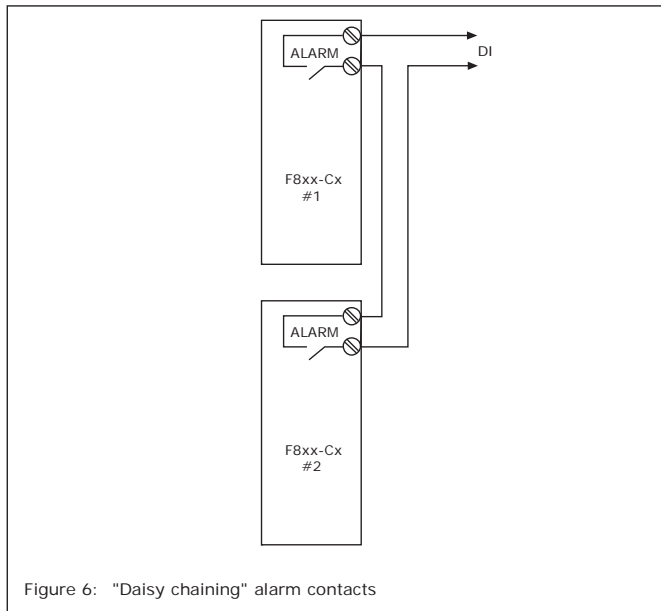 ALARM
DI
F8xx-Cx
#1
ALARM
F8xx-Cx
#2
Figure 6: "Daisy chaining" alarm contacts